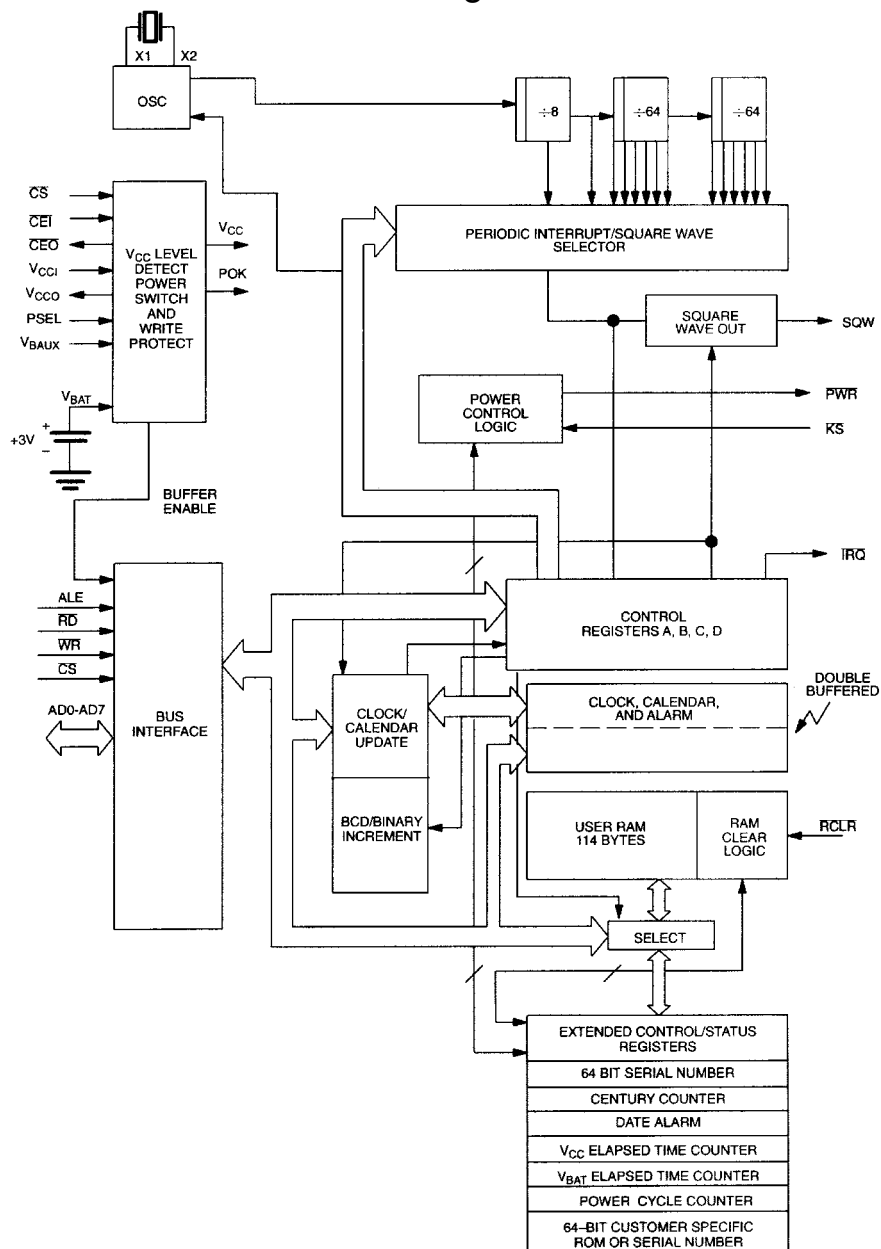 X1 X2
OSC
÷8
÷64
÷64
CS
CEI
CEO
VCCI
VCCO
PSEL
VBAUX
VCC LEVEL
DETECT
POWER
SWITCH
AND
WRITE
PROTECT
VCC
POK
PERIODIC INTERRUPT/SQUARE WAVE
SELECTOR
SQUARE
WAVE OUT
SQW
VBAT
+
+3V
–
POWER
CONTROL
LOGIC
PWR
KS
BUFFER
ENABLE
IRQ
ALE
RD
WR
CS
AD0-AD7
BUS
INTERFACE
CONTROL
REGISTERS A, B, C, D
DOUBLE
BUFFERED
CLOCK/
CALENDAR
UPDATE
CLOCK, CALENDAR,
AND ALARM
BCD/BINARY
INCREMENT
USER RAM
114 BYTES
RAM
CLEAR
LOGIC
RCLR
SELECT
EXTENDED CONTROL/STATUS
REGISTERS
64 BIT SERIAL NUMBER
CENTURY COUNTER
DATE ALARM
VCC ELAPSED TIME COUNTER
VBAT ELAPSED TIME COUNTER
POWER CYCLE COUNTER
64–BIT CUSTOMER SPECIFIC
ROM OR SERIAL NUMBER